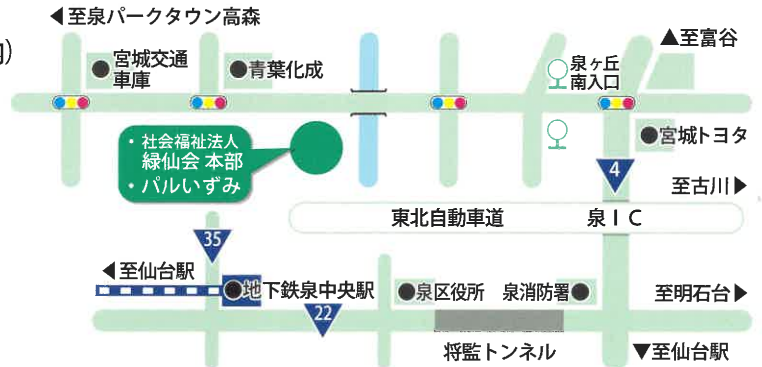 ◀至泉パークタウン高森
▲至富谷
宮城交通
車庫
●青葉化成
泉ヶ丘
南入口
●宮城トヨタ
・ 社会福祉法人
緑仙会 本部
・ パルいずみ
4
至古川▶
東北自動車道
泉IC
35
◀至仙台駅
●地下鉄泉中央駅
●泉区役所
泉消防署●
至明石台▶
22
将監トンネル
▼至仙台駅